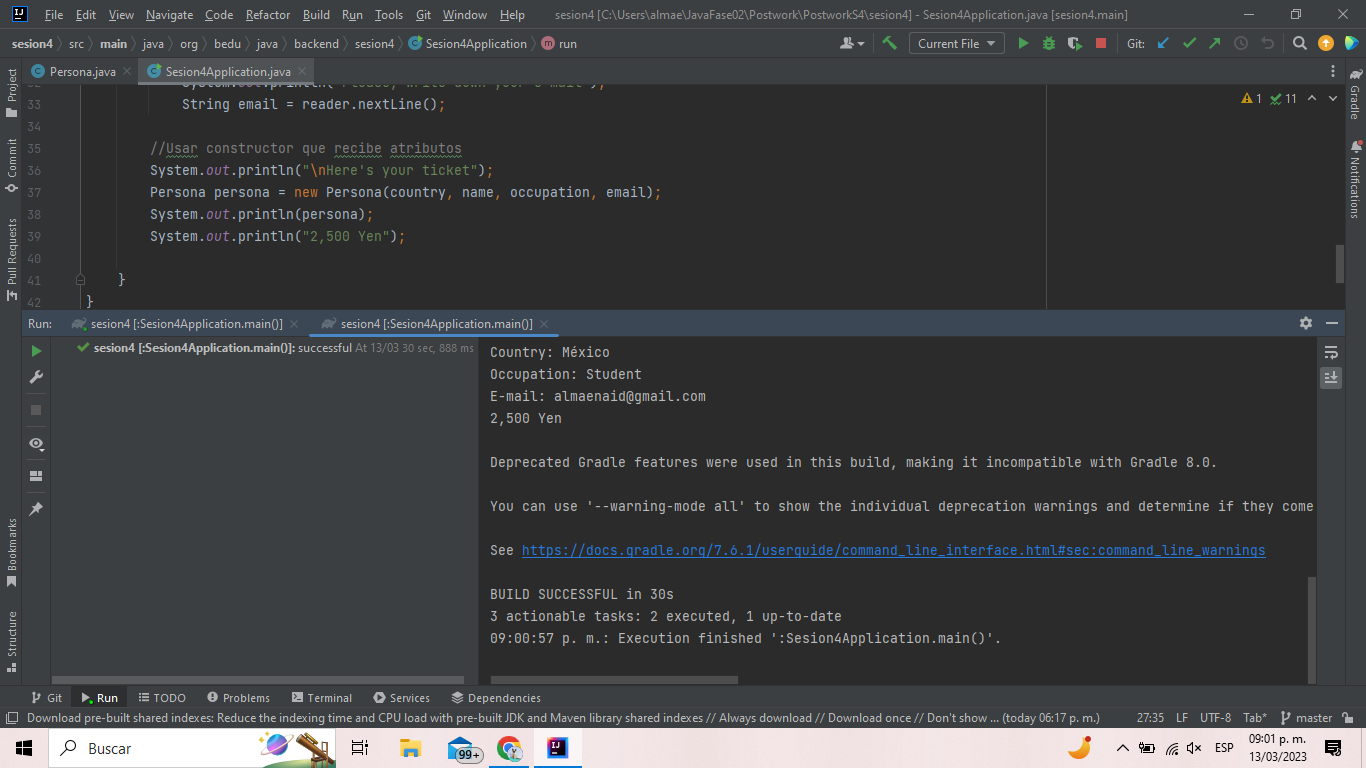 File Edit View Navigate Code Refactor Build Run Tools Git Window Help sesion4 [C:\Users\almae\JavaFase02\Postwork\PostworkS4\sesion4] - Sesion4Application.java [sesion4.main]
sesion4 src main java org bedu java backend sesion4 Sesion4Application run Current File Git:
Persona.java Sesion4Application.java
33 String email = reader.nextLine();
1 11
34
35 //Usar constructor que recibe atributos
36 System.out.println("\nHere's your ticket");
37 Persona persona = new Persona(country, name, occupation, email);
38 System.out.println(persona);
39 System.out.println("2,500 Yen");
40
41 }
42 }
Project
Commit
Pull Requests
Bookmarks
Structure
Gradle
Notifications
Run: sesion4 [:Sesion4Application.main()] sesion4 [:Sesion4Application.main()]
sesion4 [:Sesion4Application.main()]: successful At 13/03 30 sec, 888 ms
Country: México
Occupation: Student
E-mail: almaenaid@gmail.com
2,500 Yen
Deprecated Gradle features were used in this build, making it incompatible with Gradle 8.0.
You can use '--warning-mode all' to show the individual deprecation warnings and determine if they come
See https://docs.gradle.org/7.6.1/userguide/command_line_interface.html#sec:command_line_warnings
BUILD SUCCESSFUL in 30s
3 actionable tasks: 2 executed, 1 up-to-date
09:00:57 p. m.: Execution finished ':Sesion4Application.main()'.
Git Run TODO Problems Terminal Services Dependencies
Download pre-built shared indexes: Reduce the indexing time and CPU load with pre-built JDK and Maven library shared indexes // Always download // Download once // Don't show ... (today 06:17 p. m.) 27:35 LF UTF-8 Tab* master
Buscar 99+ ESP 09:01 p. m.
13/03/2023